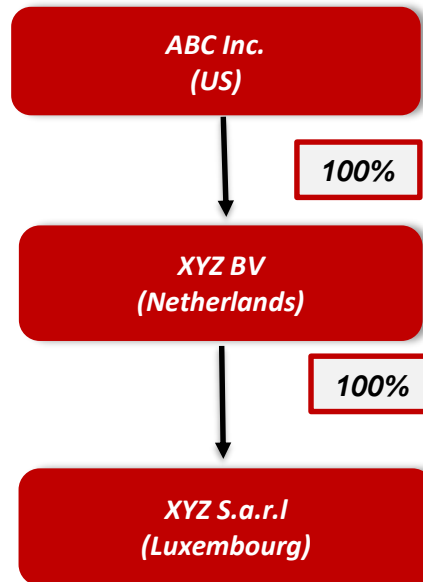 ABC Inc.
(US)
100%
XYZ BV
(Netherlands)
100%
XYZ S.a.r.l
(Luxembourg)